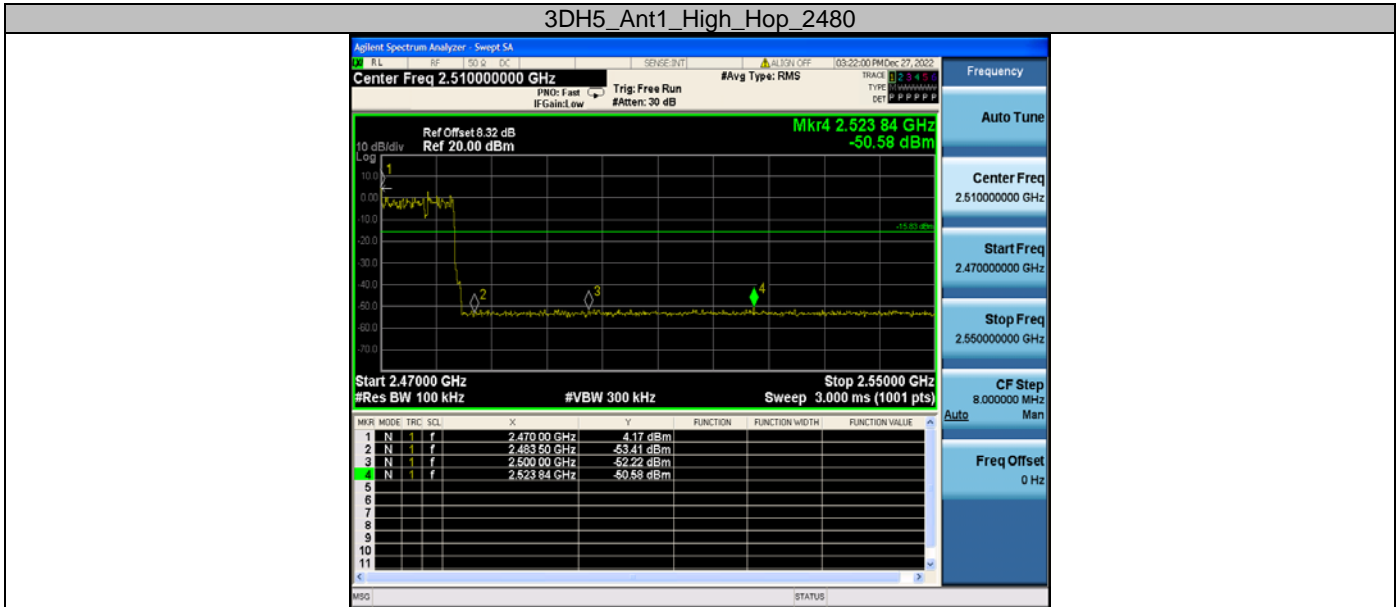 3DH5_Ant1_High_Hop_2480
Agilent Spectrum Analyzer - Swept SA
RL RF 50 Ω DC SENSE:INT ALIGN OFF 03:22:00 PM Dec 27, 2022
Center Freq 2.510000000 GHz
PNO: Fast
IFGain:Low
Trig: Free Run
#Atten: 30 dB
#Avg Type: RMS
TRACE 1 2 3 4 5 6
TYPE M
DET P P P P P P
Mkr4 2.523 84 GHz
-50.58 dBm
10 dB/div
Log
Ref Offset 8.32 dB
Ref 20.00 dBm
10.0
0.00
-10.0
-20.0
-30.0
-40.0
-50.0
-60.0
-70.0
1
2
3
4
-15.83 dBm
Start 2.47000 GHz
Stop 2.55000 GHz
#Res BW 100 kHz
#VBW 300 kHz
Sweep 3.000 ms (1001 pts)
MKR MODE TRC SCL X Y FUNCTION FUNCTION WIDTH FUNCTION VALUE
1 N 1 f 2.470 00 GHz 4.17 dBm
2 N 1 f 2.483 50 GHz -53.41 dBm
3 N 1 f 2.500 00 GHz -52.22 dBm
4 N 1 f 2.523 84 GHz -50.58 dBm
5
6
7
8
9
10
11
MSG
STATUS
Frequency
Auto Tune
Center Freq
2.510000000 GHz
Start Freq
2.470000000 GHz
Stop Freq
2.550000000 GHz
CF Step
8.000000 MHz
Auto Man
Freq Offset
0 Hz